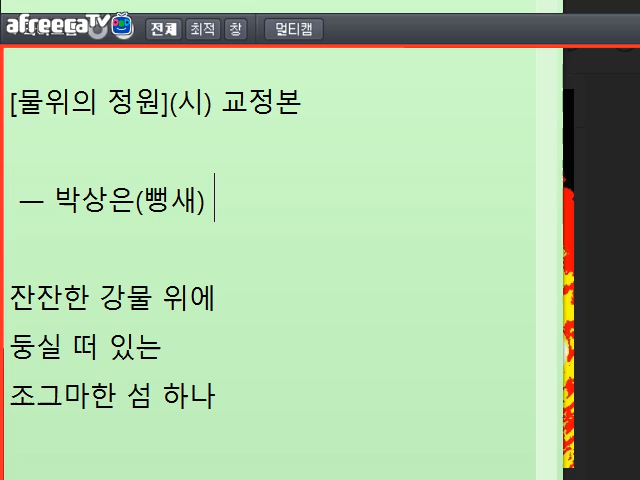 afreecaTV
전체 최적 창 멀티캠
[물위의 정원](시) 교정본
— 박상은(뻥새)
잔잔한 강물 위에
둥실 떠 있는
조그마한 섬 하나